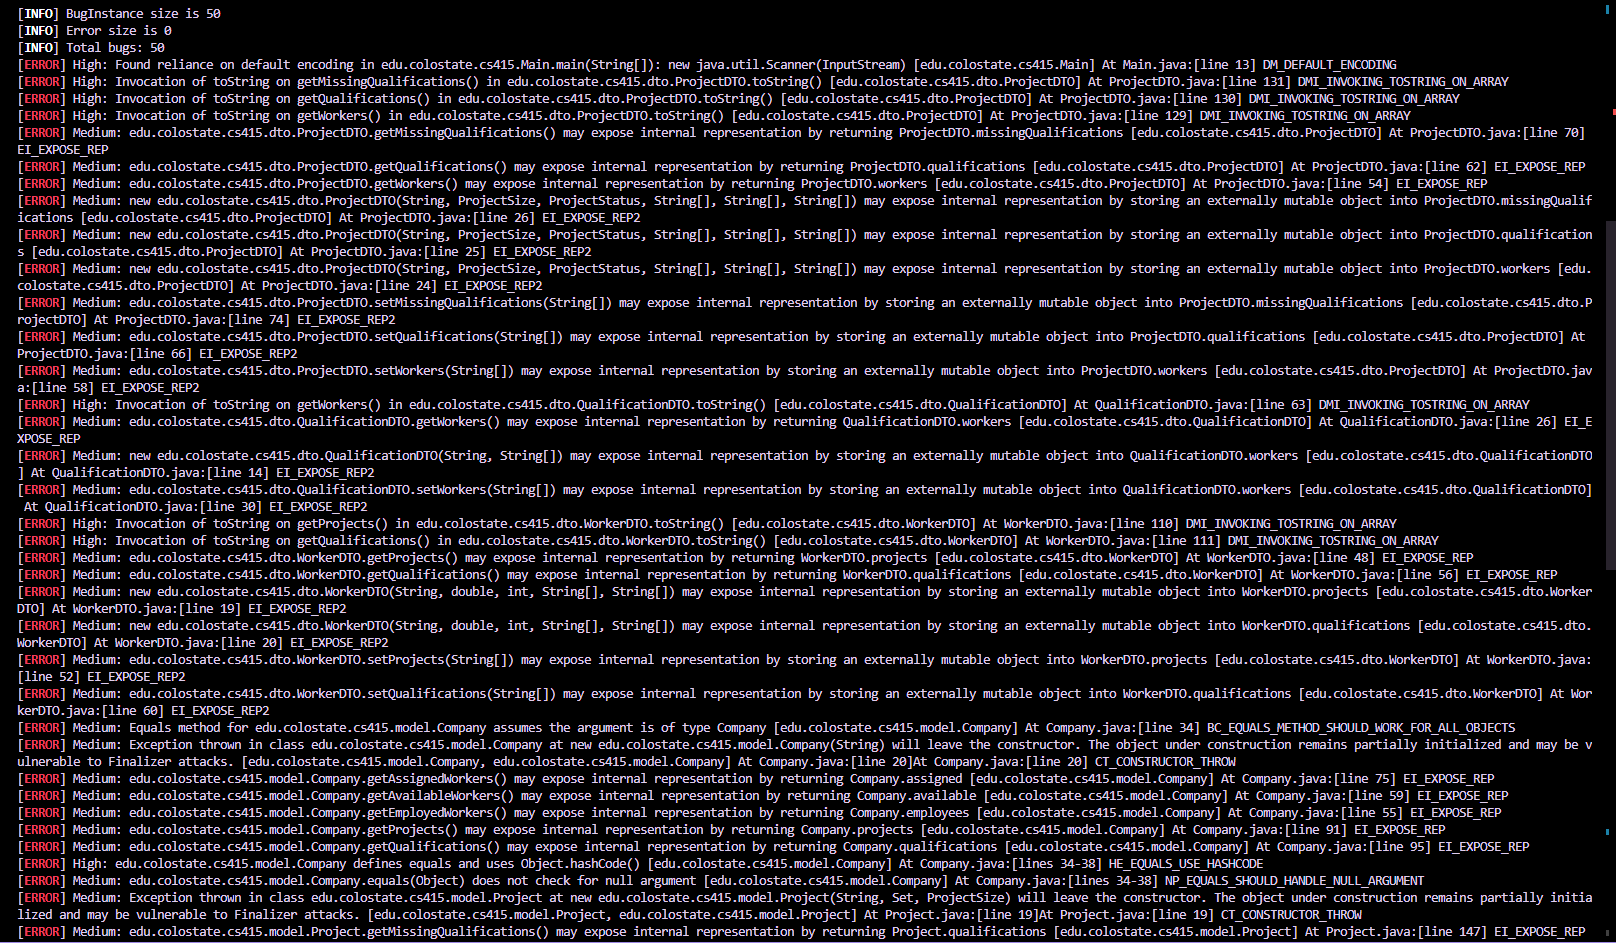 [INFO] BugInstance size is 50
[INFO] Error size is 0
[INFO] Total bugs: 50
[ERROR] High: Found reliance on default encoding in edu.colostate.cs415.Main.main(String[]): new java.util.Scanner(InputStream) [edu.colostate.cs415.Main] At Main.java:[line 13] DM_DEFAULT_ENCODING
[ERROR] High: Invocation of toString on getMissingQualifications() in edu.colostate.cs415.dto.ProjectDTO.toString() [edu.colostate.cs415.dto.ProjectDTO] At ProjectDTO.java:[line 131] DMI_INVOKING_TOSTRING_ON_ARRAY
[ERROR] High: Invocation of toString on getQualifications() in edu.colostate.cs415.dto.ProjectDTO.toString() [edu.colostate.cs415.dto.ProjectDTO] At ProjectDTO.java:[line 130] DMI_INVOKING_TOSTRING_ON_ARRAY
[ERROR] High: Invocation of toString on getWorkers() in edu.colostate.cs415.dto.ProjectDTO.toString() [edu.colostate.cs415.dto.ProjectDTO] At ProjectDTO.java:[line 129] DMI_INVOKING_TOSTRING_ON_ARRAY
[ERROR] Medium: edu.colostate.cs415.dto.ProjectDTO.getMissingQualifications() may expose internal representation by returning ProjectDTO.missingQualifications [edu.colostate.cs415.dto.ProjectDTO] At ProjectDTO.java:[line 70]
EI_EXPOSE_REP
[ERROR] Medium: edu.colostate.cs415.dto.ProjectDTO.getQualifications() may expose internal representation by returning ProjectDTO.qualifications [edu.colostate.cs415.dto.ProjectDTO] At ProjectDTO.java:[line 62] EI_EXPOSE_REP
[ERROR] Medium: edu.colostate.cs415.dto.ProjectDTO.getWorkers() may expose internal representation by returning ProjectDTO.workers [edu.colostate.cs415.dto.ProjectDTO] At ProjectDTO.java:[line 54] EI_EXPOSE_REP
[ERROR] Medium: new edu.colostate.cs415.dto.ProjectDTO(String, ProjectSize, ProjectStatus, String[], String[], String[]) may expose internal representation by storing an externally mutable object into ProjectDTO.missingQualif
ications [edu.colostate.cs415.dto.ProjectDTO] At ProjectDTO.java:[line 26] EI_EXPOSE_REP2
[ERROR] Medium: new edu.colostate.cs415.dto.ProjectDTO(String, ProjectSize, ProjectStatus, String[], String[], String[]) may expose internal representation by storing an externally mutable object into ProjectDTO.qualification
s [edu.colostate.cs415.dto.ProjectDTO] At ProjectDTO.java:[line 25] EI_EXPOSE_REP2
[ERROR] Medium: new edu.colostate.cs415.dto.ProjectDTO(String, ProjectSize, ProjectStatus, String[], String[], String[]) may expose internal representation by storing an externally mutable object into ProjectDTO.workers [edu.
colostate.cs415.dto.ProjectDTO] At ProjectDTO.java:[line 24] EI_EXPOSE_REP2
[ERROR] Medium: edu.colostate.cs415.dto.ProjectDTO.setMissingQualifications(String[]) may expose internal representation by storing an externally mutable object into ProjectDTO.missingQualifications [edu.colostate.cs415.dto.P
rojectDTO] At ProjectDTO.java:[line 74] EI_EXPOSE_REP2
[ERROR] Medium: edu.colostate.cs415.dto.ProjectDTO.setQualifications(String[]) may expose internal representation by storing an externally mutable object into ProjectDTO.qualifications [edu.colostate.cs415.dto.ProjectDTO] At
ProjectDTO.java:[line 66] EI_EXPOSE_REP2
[ERROR] Medium: edu.colostate.cs415.dto.ProjectDTO.setWorkers(String[]) may expose internal representation by storing an externally mutable object into ProjectDTO.workers [edu.colostate.cs415.dto.ProjectDTO] At ProjectDTO.jav
a:[line 58] EI_EXPOSE_REP2
[ERROR] High: Invocation of toString on getWorkers() in edu.colostate.cs415.dto.QualificationDTO.toString() [edu.colostate.cs415.dto.QualificationDTO] At QualificationDTO.java:[line 63] DMI_INVOKING_TOSTRING_ON_ARRAY
[ERROR] Medium: edu.colostate.cs415.dto.QualificationDTO.getWorkers() may expose internal representation by returning QualificationDTO.workers [edu.colostate.cs415.dto.QualificationDTO] At QualificationDTO.java:[line 26] EI_E
XPOSE_REP
[ERROR] Medium: new edu.colostate.cs415.dto.QualificationDTO(String, String[]) may expose internal representation by storing an externally mutable object into QualificationDTO.workers [edu.colostate.cs415.dto.QualificationDTO
] At QualificationDTO.java:[line 14] EI_EXPOSE_REP2
[ERROR] Medium: edu.colostate.cs415.dto.QualificationDTO.setWorkers(String[]) may expose internal representation by storing an externally mutable object into QualificationDTO.workers [edu.colostate.cs415.dto.QualificationDTO]
At QualificationDTO.java:[line 30] EI_EXPOSE_REP2
[ERROR] High: Invocation of toString on getProjects() in edu.colostate.cs415.dto.WorkerDTO.toString() [edu.colostate.cs415.dto.WorkerDTO] At WorkerDTO.java:[line 110] DMI_INVOKING_TOSTRING_ON_ARRAY
[ERROR] High: Invocation of toString on getQualifications() in edu.colostate.cs415.dto.WorkerDTO.toString() [edu.colostate.cs415.dto.WorkerDTO] At WorkerDTO.java:[line 111] DMI_INVOKING_TOSTRING_ON_ARRAY
[ERROR] Medium: edu.colostate.cs415.dto.WorkerDTO.getProjects() may expose internal representation by returning WorkerDTO.projects [edu.colostate.cs415.dto.WorkerDTO] At WorkerDTO.java:[line 48] EI_EXPOSE_REP
[ERROR] Medium: edu.colostate.cs415.dto.WorkerDTO.getQualifications() may expose internal representation by returning WorkerDTO.qualifications [edu.colostate.cs415.dto.WorkerDTO] At WorkerDTO.java:[line 56] EI_EXPOSE_REP
[ERROR] Medium: new edu.colostate.cs415.dto.WorkerDTO(String, double, int, String[], String[]) may expose internal representation by storing an externally mutable object into WorkerDTO.projects [edu.colostate.cs415.dto.Worker
DTO] At WorkerDTO.java:[line 19] EI_EXPOSE_REP2
[ERROR] Medium: new edu.colostate.cs415.dto.WorkerDTO(String, double, int, String[], String[]) may expose internal representation by storing an externally mutable object into WorkerDTO.qualifications [edu.colostate.cs415.dto.
WorkerDTO] At WorkerDTO.java:[line 20] EI_EXPOSE_REP2
[ERROR] Medium: edu.colostate.cs415.dto.WorkerDTO.setProjects(String[]) may expose internal representation by storing an externally mutable object into WorkerDTO.projects [edu.colostate.cs415.dto.WorkerDTO] At WorkerDTO.java:
[line 52] EI_EXPOSE_REP2
[ERROR] Medium: edu.colostate.cs415.dto.WorkerDTO.setQualifications(String[]) may expose internal representation by storing an externally mutable object into WorkerDTO.qualifications [edu.colostate.cs415.dto.WorkerDTO] At Wor
kerDTO.java:[line 60] EI_EXPOSE_REP2
[ERROR] Medium: Equals method for edu.colostate.cs415.model.Company assumes the argument is of type Company [edu.colostate.cs415.model.Company] At Company.java:[line 34] BC_EQUALS_METHOD_SHOULD_WORK_FOR_ALL_OBJECTS
[ERROR] Medium: Exception thrown in class edu.colostate.cs415.model.Company at new edu.colostate.cs415.model.Company(String) will leave the constructor. The object under construction remains partially initialized and may be v
ulnerable to Finalizer attacks. [edu.colostate.cs415.model.Company, edu.colostate.cs415.model.Company] At Company.java:[line 20]At Company.java:[line 20] CT_CONSTRUCTOR_THROW
[ERROR] Medium: edu.colostate.cs415.model.Company.getAssignedWorkers() may expose internal representation by returning Company.assigned [edu.colostate.cs415.model.Company] At Company.java:[line 75] EI_EXPOSE_REP
[ERROR] Medium: edu.colostate.cs415.model.Company.getAvailableWorkers() may expose internal representation by returning Company.available [edu.colostate.cs415.model.Company] At Company.java:[line 59] EI_EXPOSE_REP
[ERROR] Medium: edu.colostate.cs415.model.Company.getEmployedWorkers() may expose internal representation by returning Company.employees [edu.colostate.cs415.model.Company] At Company.java:[line 55] EI_EXPOSE_REP
[ERROR] Medium: edu.colostate.cs415.model.Company.getProjects() may expose internal representation by returning Company.projects [edu.colostate.cs415.model.Company] At Company.java:[line 91] EI_EXPOSE_REP
[ERROR] Medium: edu.colostate.cs415.model.Company.getQualifications() may expose internal representation by returning Company.qualifications [edu.colostate.cs415.model.Company] At Company.java:[line 95] EI_EXPOSE_REP
[ERROR] High: edu.colostate.cs415.model.Company defines equals and uses Object.hashCode() [edu.colostate.cs415.model.Company] At Company.java:[lines 34-38] HE_EQUALS_USE_HASHCODE
[ERROR] Medium: edu.colostate.cs415.model.Company.equals(Object) does not check for null argument [edu.colostate.cs415.model.Company] At Company.java:[lines 34-38] NP_EQUALS_SHOULD_HANDLE_NULL_ARGUMENT
[ERROR] Medium: Exception thrown in class edu.colostate.cs415.model.Project at new edu.colostate.cs415.model.Project(String, Set, ProjectSize) will leave the constructor. The object under construction remains partially initia
lized and may be vulnerable to Finalizer attacks. [edu.colostate.cs415.model.Project, edu.colostate.cs415.model.Project] At Project.java:[line 19]At Project.java:[line 19] CT_CONSTRUCTOR_THROW
[ERROR] Medium: edu.colostate.cs415.model.Project.getMissingQualifications() may expose internal representation by returning Project.qualifications [edu.colostate.cs415.model.Project] At Project.java:[line 147] EI_EXPOSE_REP